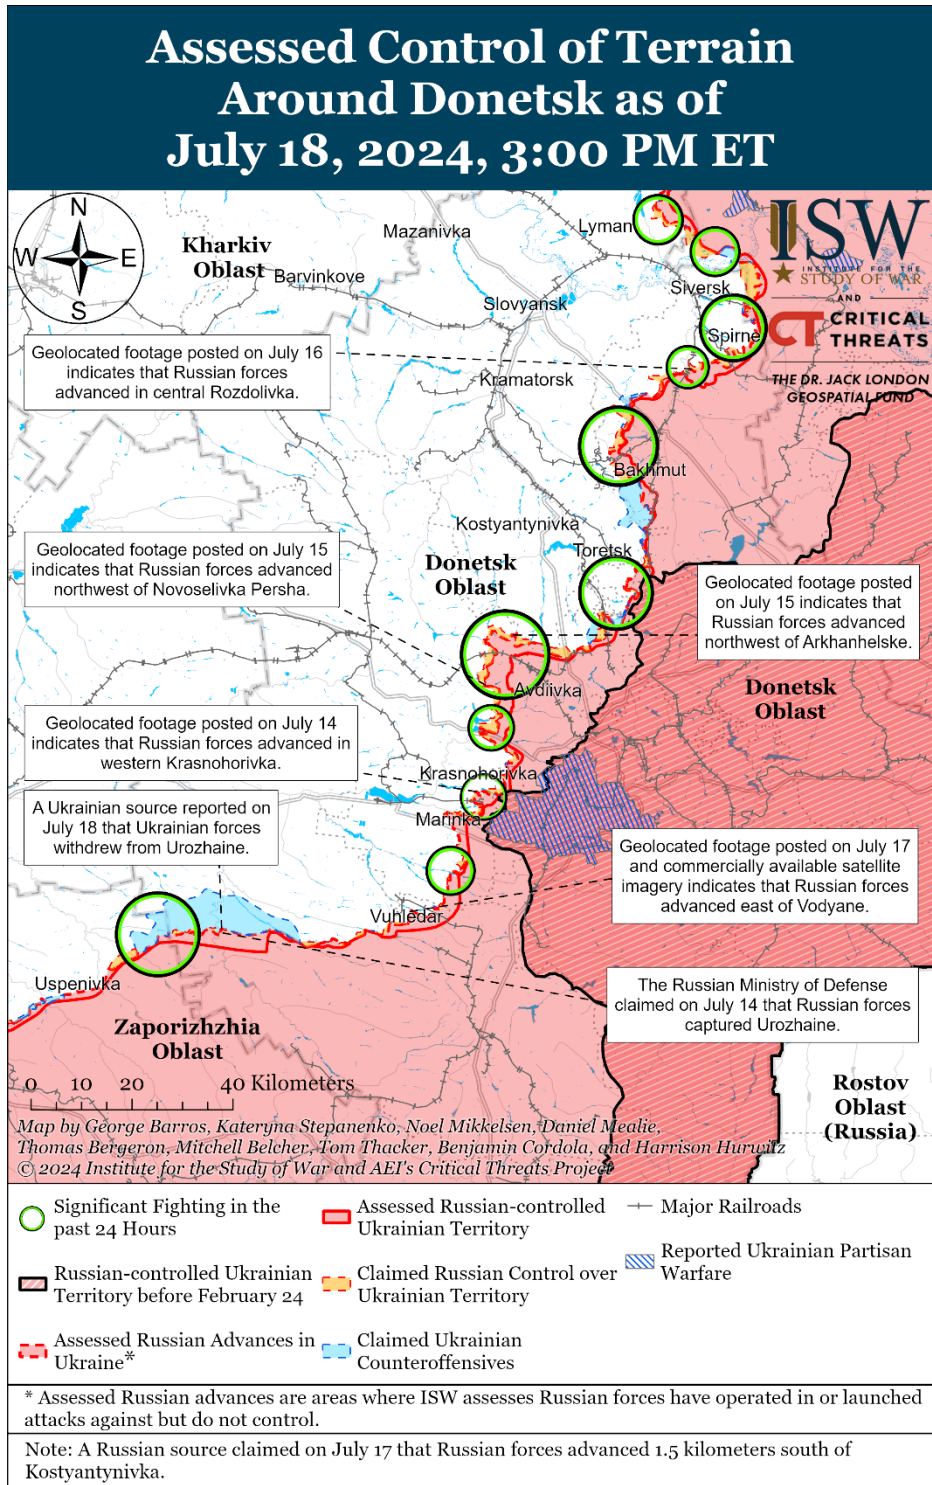 Assessed Control of Terrain
Around Donetsk as of
July 18, 2024, 3:00 PM ET
N
W
E
S
Kharkiv
Oblast
Mazanivka
Barvinkove
Lyman
Siversk
Slovyansk
Spirne
ISW
INSTITUTE FOR THE
STUDY OF WAR
AND
CT CRITICAL
THREATS
THE DR. JACK LONDON
GEOSPATIAL FUND
Geolocated footage posted on July 16
indicates that Russian forces
advanced in central Rozdolivka.
Kramatorsk
Bakhmut
Kostyantynivka
Toretsk
Donetsk
Oblast
Geolocated footage posted on July 15
indicates that Russian forces advanced
northwest of Novoselivka Persha.
Geolocated footage posted
on July 15 indicates that
Russian forces advanced
northwest of Arkhanhelske.
Avdiivka
Donetsk
Oblast
Geolocated footage posted on July 14
indicates that Russian forces advanced in
western Krasnohorivka.
Krasnohorivka
Marinka
A Ukrainian source reported on
July 18 that Ukrainian forces
withdrew from Urozhaine.
Geolocated footage posted on July 17
and commercially available satellite
imagery indicates that Russian forces
advanced east of Vodyane.
Vuhledar
Uspenivka
The Russian Ministry of Defense
claimed on July 14 that Russian forces
captured Urozhaine.
Zaporizhzhia
Oblast
Rostov
Oblast
(Russia)
0 10 20 40 Kilometers
Map by George Barros, Kateryna Stepanenko, Noel Mikkelsen, Daniel Mealie,
Thomas Bergeron, Mitchell Belcher, Tom Thacker, Benjamin Cordola, and Harrison Hurwitz
© 2024 Institute for the Study of War and AEI's Critical Threats Project
Significant Fighting in the
past 24 Hours
Russian-controlled Ukrainian
Territory before February 24
Assessed Russian Advances in
Ukraine*
Assessed Russian-controlled
Ukrainian Territory
Claimed Russian Control over
Ukrainian Territory
Claimed Ukrainian
Counteroffensives
Major Railroads
Reported Ukrainian Partisan
Warfare
* Assessed Russian advances are areas where ISW assesses Russian forces have operated in or launched
attacks against but do not control.
Note: A Russian source claimed on July 17 that Russian forces advanced 1.5 kilometers south of
Kostyantynivka.